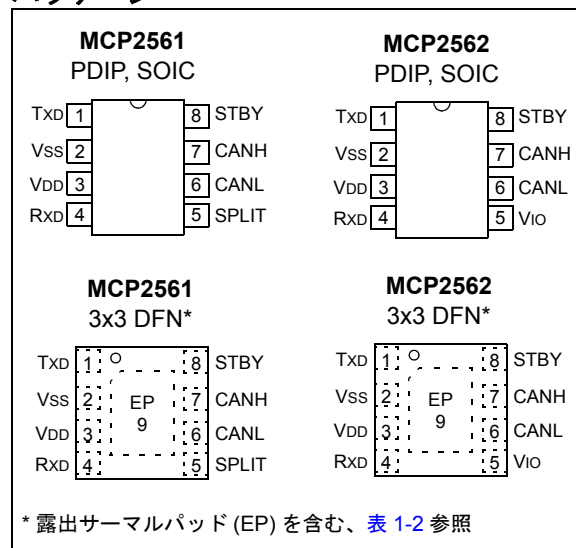 パッケージ
MCP2561
PDIP, SOIC
TXD 1 8 STBY
VSS 2 7 CANH
VDD 3 6 CANL
RXD 4 5 SPLIT
MCP2562
PDIP, SOIC
TXD 1 8 STBY
VSS 2 7 CANH
VDD 3 6 CANL
RXD 4 5 VIO
MCP2561
3x3 DFN*
TXD 1 8 STBY
VSS 2 EP 7 CANH
VDD 3 9 6 CANL
RXD 4 5 SPLIT
MCP2562
3x3 DFN*
TXD 1 8 STBY
VSS 2 EP 7 CANH
VDD 3 9 6 CANL
RXD 4 5 VIO
* 露出サーマルパッド (EP) を含む、表 1-2 参照